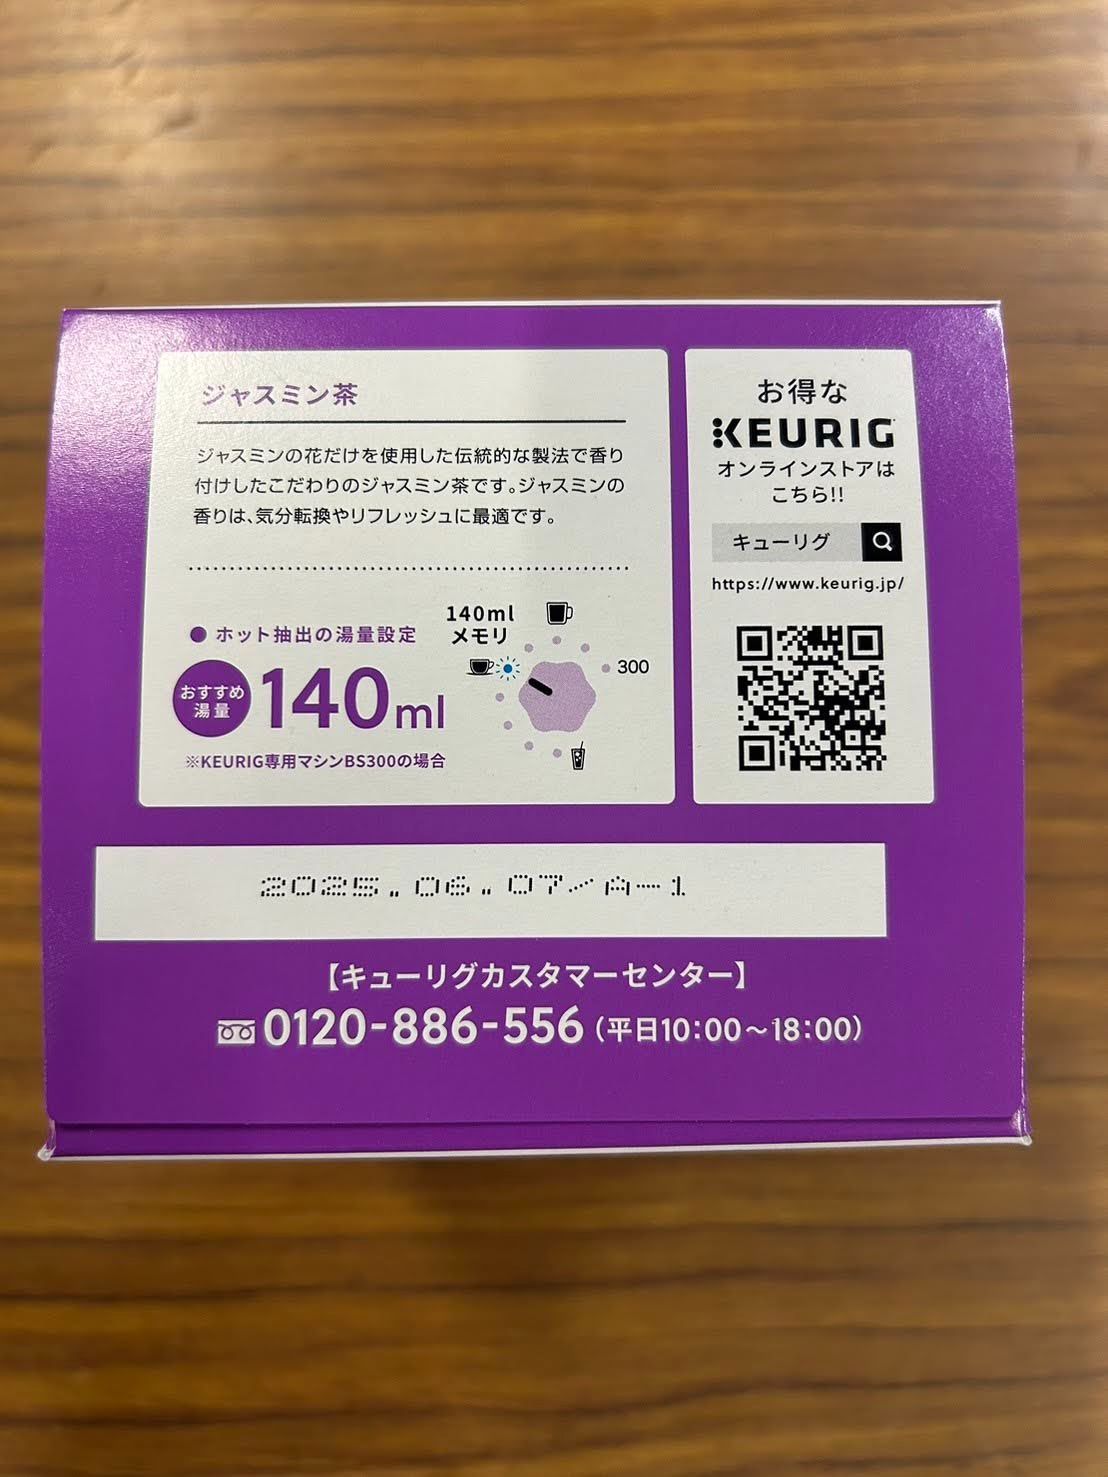 ジャスミン茶
ジャスミンの花だけを使用した伝統的な製法で香り
付けしたこだわりのジャスミン茶です。ジャスミンの
香りは、気分転換やリフレッシュに最適です。
●ホット抽出の湯量設定
おすすめ
湯量
140ml
※KEURIG専用マシンBS300の場合
140ml
メモリ
300
お得な
KEURIG
オンラインストアは
こちら!!
キューリグ
https://www.keurig.jp/
2025.06.07/A-1
【キューリグカスタマーセンター】
0120-886-556（平日10:00～18:00）